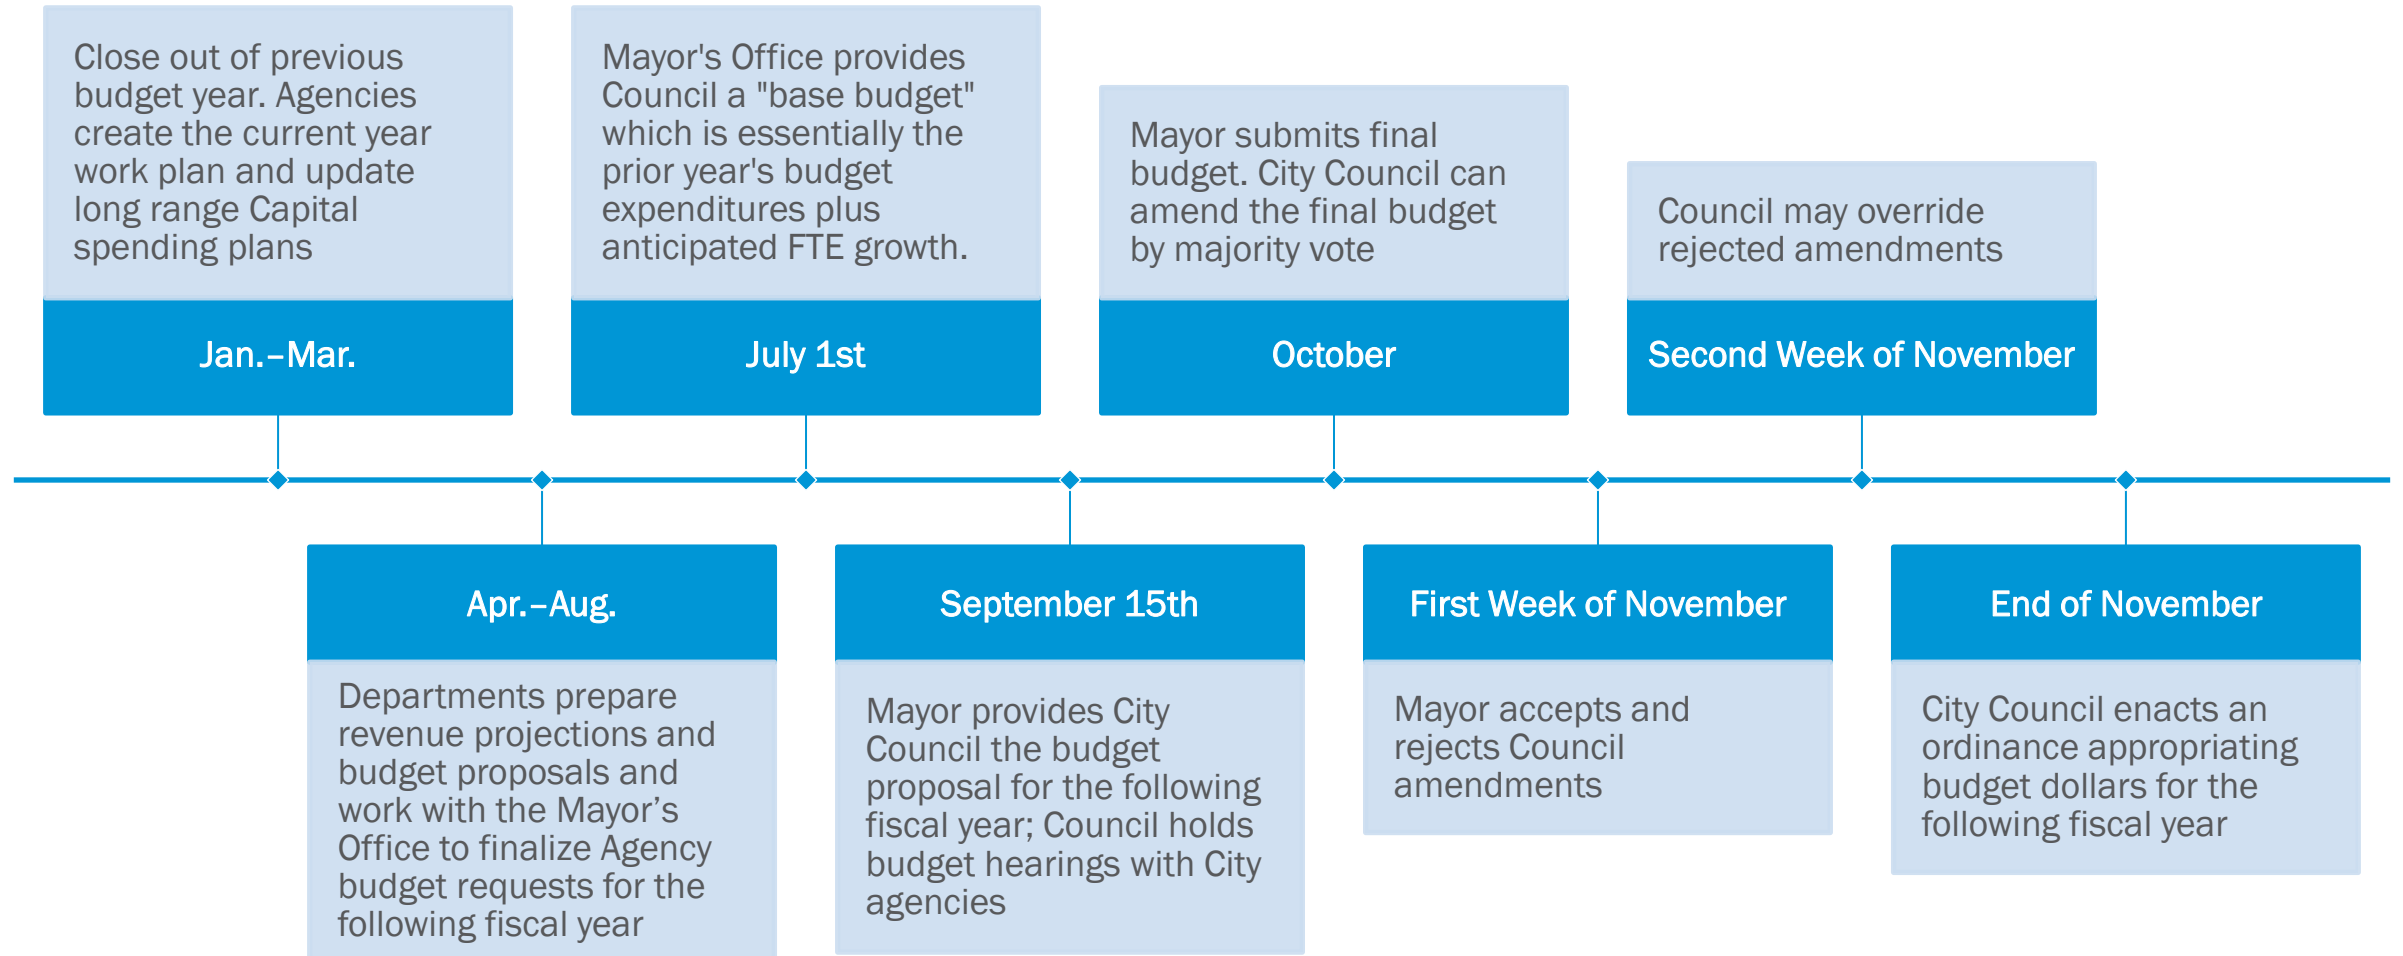 Close out of previous
budget year. Agencies
create the current year
work plan and update
long range Capital
spending plans
Jan.–Mar.
Departments prepare
revenue projections and
budget proposals and
work with the Mayor’s
Office to finalize Agency
budget requests for the
following fiscal year
Apr.–Aug.
Mayor's Office provides
Council a "base budget"
which is essentially the
prior year's budget
expenditures plus
anticipated FTE growth.
July 1st
September 15th
Mayor provides City
Council the budget
proposal for the following
fiscal year; Council holds
budget hearings with City
agencies
Mayor submits final
budget. City Council can
amend the final budget
by majority vote
October
First Week of November
Mayor accepts and
rejects Council
amendments
Council may override
rejected amendments
Second Week of November
End of November
City Council enacts an
ordinance appropriating
budget dollars for the
following fiscal year